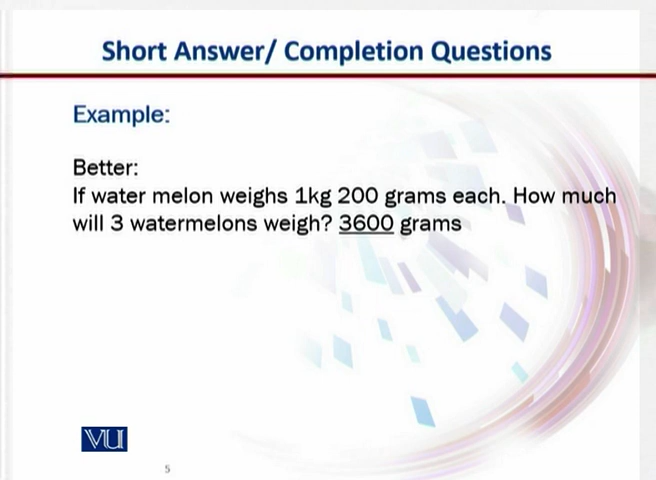 Short Answer/ Completion Questions
Example:
Better:
If water melon weighs 1kg 200 grams each. How much
will 3 watermelons weigh? 3600 grams
VU
5